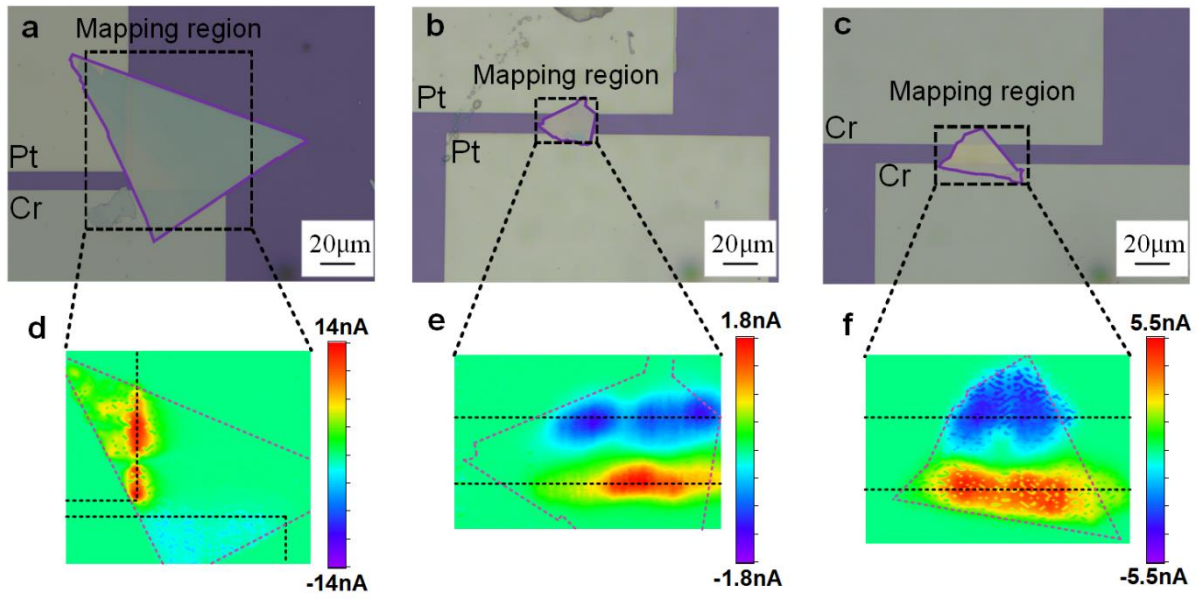 a
Mapping region
Pt
Cr
20μm
b
Mapping region
Pt
Pt
20μm
c
Mapping region
Cr
Cr
20μm
d
14nA
-14nA
e
1.8nA
-1.8nA
f
5.5nA
-5.5nA